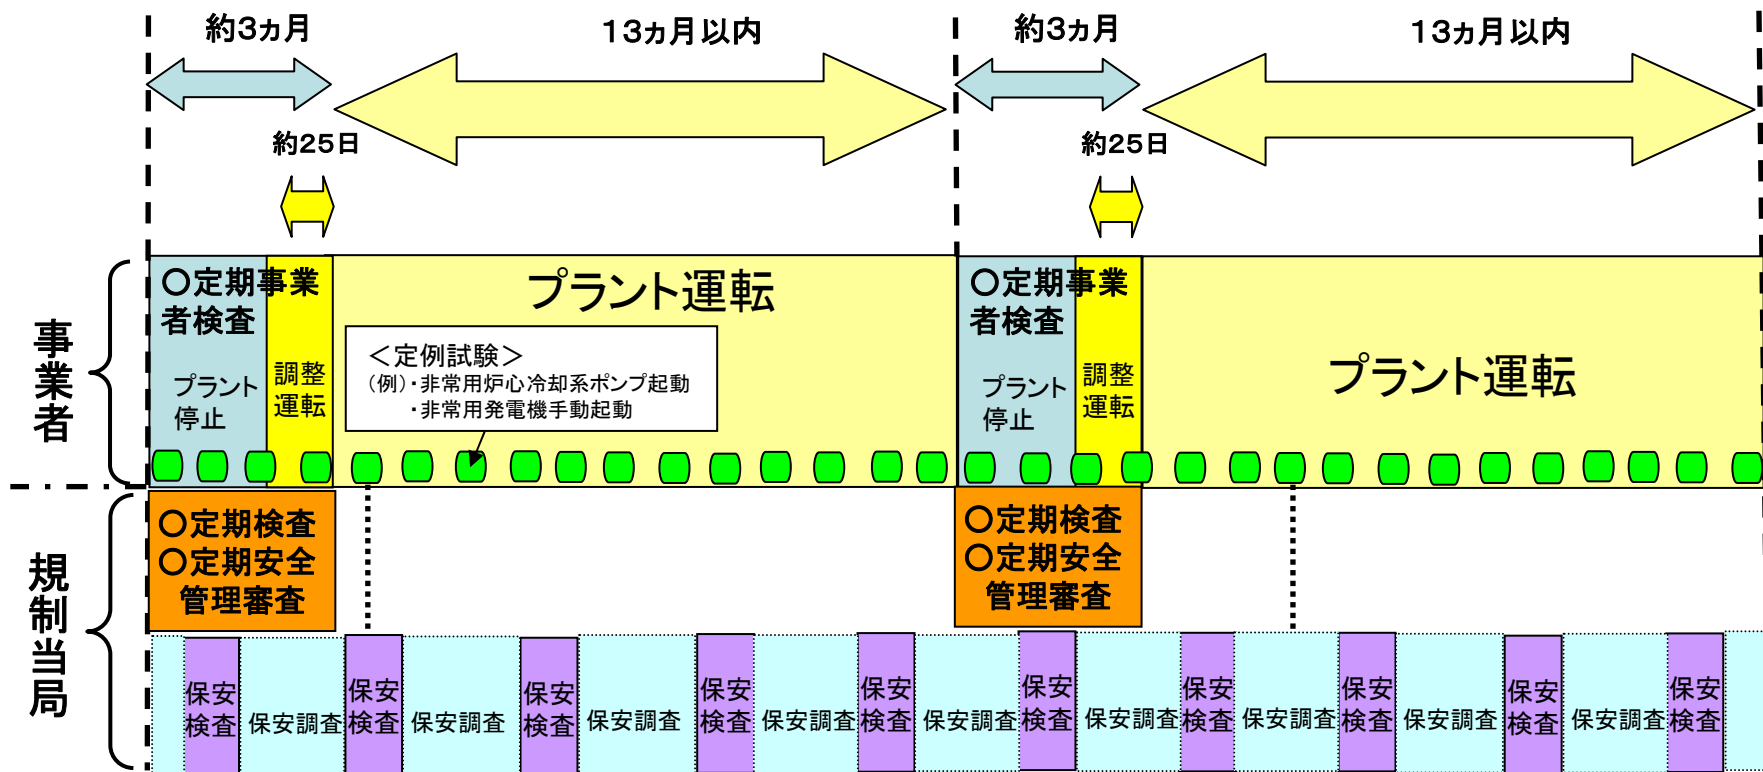 約3ヵ月
13ヵ月以内
約3ヵ月
13ヵ月以内
約25日
約25日
事業者
〇定期事業
者検査
プラント
停止
調整
運転
プラント運転
＜定例試験＞
（例）・非常用炉心冷却系ポンプ起動
・非常用発電機手動起動
〇定期事業
者検査
プラント
停止
調整
運転
プラント運転
規制当局
〇定期検査
〇定期安全
管理審査
〇定期検査
〇定期安全
管理審査
保安
検査
保安調査
保安
検査
保安調査
保安
検査
保安調査
保安
検査
保安調査
保安
検査
保安調査
保安
検査
保安調査
保安
検査
保安調査
保安
検査
保安調査
保安
検査
保安調査
保安
検査